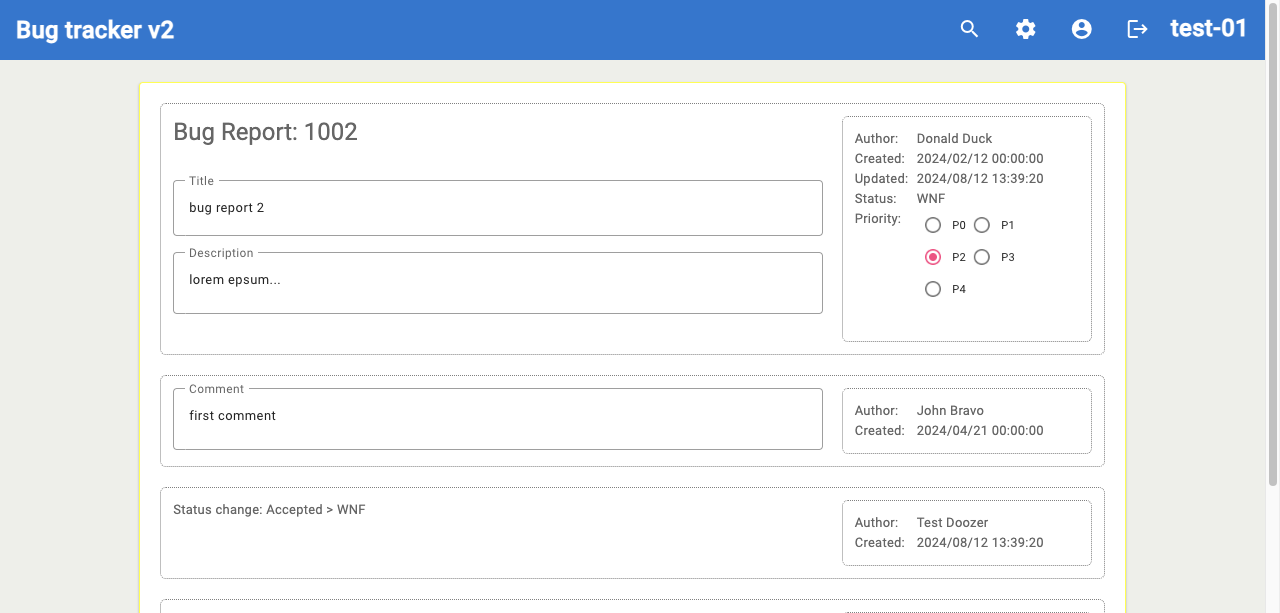 Bug tracker v2
test-01
Bug Report: 1002
Title
bug report 2
Description
lorem epsum...
Author: Donald Duck
Created: 2024/02/12 00:00:00
Updated: 2024/08/12 13:39:20
Status: WNF
Priority:
P0 P1
P2 P3
P4
Comment
first comment
Author: John Bravo
Created: 2024/04/21 00:00:00
Status change: Accepted > WNF
Author: Test Doozer
Created: 2024/08/12 13:39:20